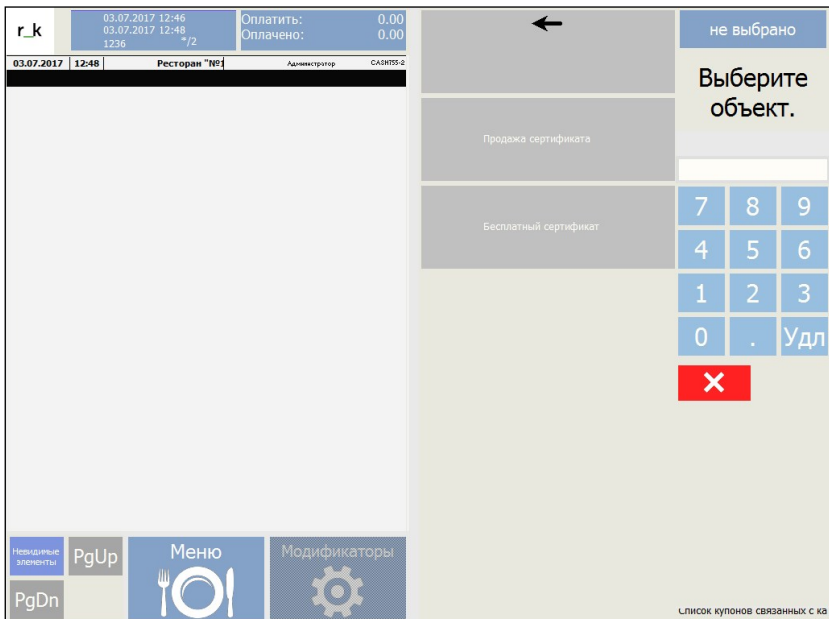 r_k
03.07.2017 12:46
03.07.2017 12:48
1236 */2
Оплатить: 0.00
Оплачено: 0.00
03.07.2017 12:48 Ресторан "№1 Администратор CASH755-2
Продажа сертификата
Бесплатный сертификат
не выбрано
Выберите
объект.
7 8 9
4 5 6
1 2 3
0 . Удл
Невидимые
элементы
PgUp
PgDn
Меню
Модификаторы
Список купонов связанных с ка